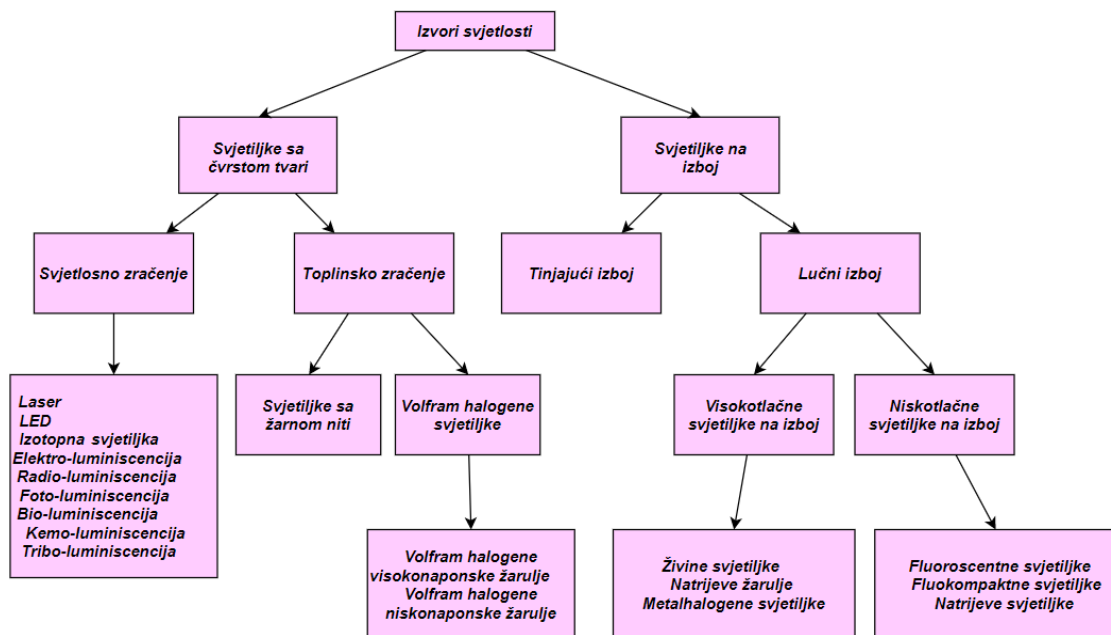 Izvori svjetlosti
Svjetiljke sa
čvrstom tvari
Svjetiljke na
izboj
Svjetlosno zračenje
Toplinsko zračenje
Tinjajući izboj
Lučni izboj
Laser
LED
Izotopna svjetiljka
Elektro-luminiscencija
Radio-luminiscencija
Foto-luminiscencija
Bio-luminiscencija
Kemo-luminiscencija
Tribo-luminiscencija
Svjetiljke sa
žarnom niti
Volfram halogene
svjetiljke
Visokotlačne
svjetiljke na izboj
Niskotlačne
svjetiljke na izboj
Volfram halogene
visokonaponske žarulje
Volfram halogene
niskonaponske žarulje
Živine svjetiljke
Natrijeve žarulje
Metalhalogene svjetiljke
Fluoroscentne svjetiljke
Fluokompaktne svjetiljke
Natrijeve svjetiljke